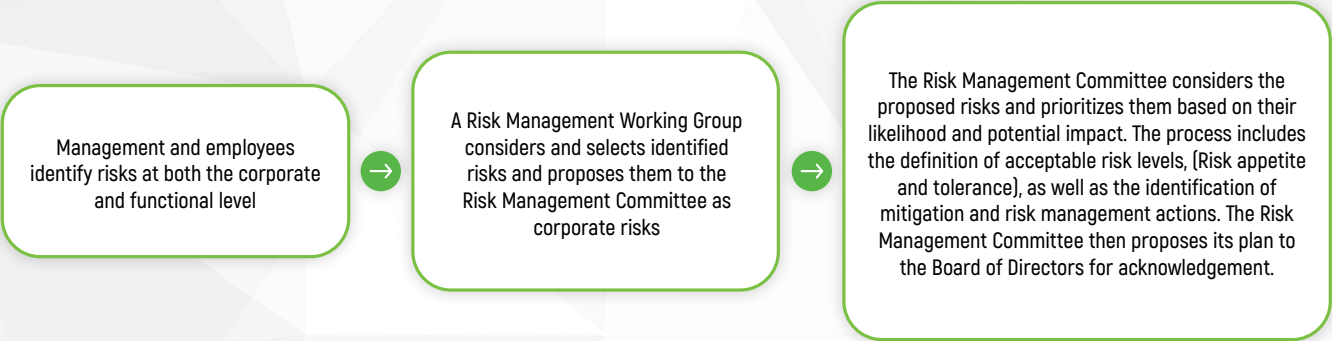 Management and employees
identify risks at both the corporate
and functional level
A Risk Management Working Group
considers and selects identified
risks and proposes them to the
Risk Management Committee as
corporate risks
The Risk Management Committee considers the
proposed risks and prioritizes them based on their
likelihood and potential impact. The process includes
the definition of acceptable risk levels, (Risk appetite
and tolerance), as well as the identification of
mitigation and risk management actions. The Risk
Management Committee then proposes its plan to
the Board of Directors for acknowledgement.